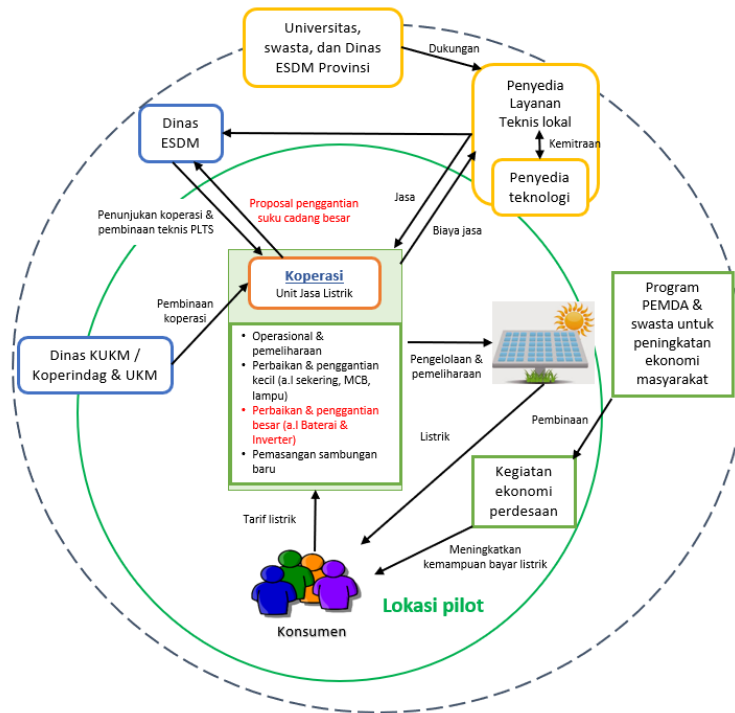 Universitas,
swasta, dan Dinas
ESDM Provinsi
Dukungan
Penyedia
Layanan
Teknis lokal
Kemitraan
Penyedia
teknologi
Dinas
ESDM
Penunjukan koperasi &
pembinaan teknis PLTS
Proposal penggantian
suku cadang besar
Jasa
Biaya jasa
Koperasi
Unit Jasa Listrik
Pembinaan
koperasi
Dinas KUKM /
Koperindag & UKM
• Operasional &
pemeliharaan
• Perbaikan & penggantian
kecil (a.l sekering, MCB,
lampu)
• Perbaikan & penggantian
besar (a.l Baterai &
Inverter)
• Pemasangan sambungan
baru
Pengelolaan &
pemeliharaan
Program
PEMDA &
swasta untuk
peningkatan
ekonomi
masyarakat
Pembinaan
Listrik
Kegiatan
ekonomi
perdesaan
Tarif listrik
Meningkatkan
kemampuan bayar listrik
Lokasi pilot
Konsumen